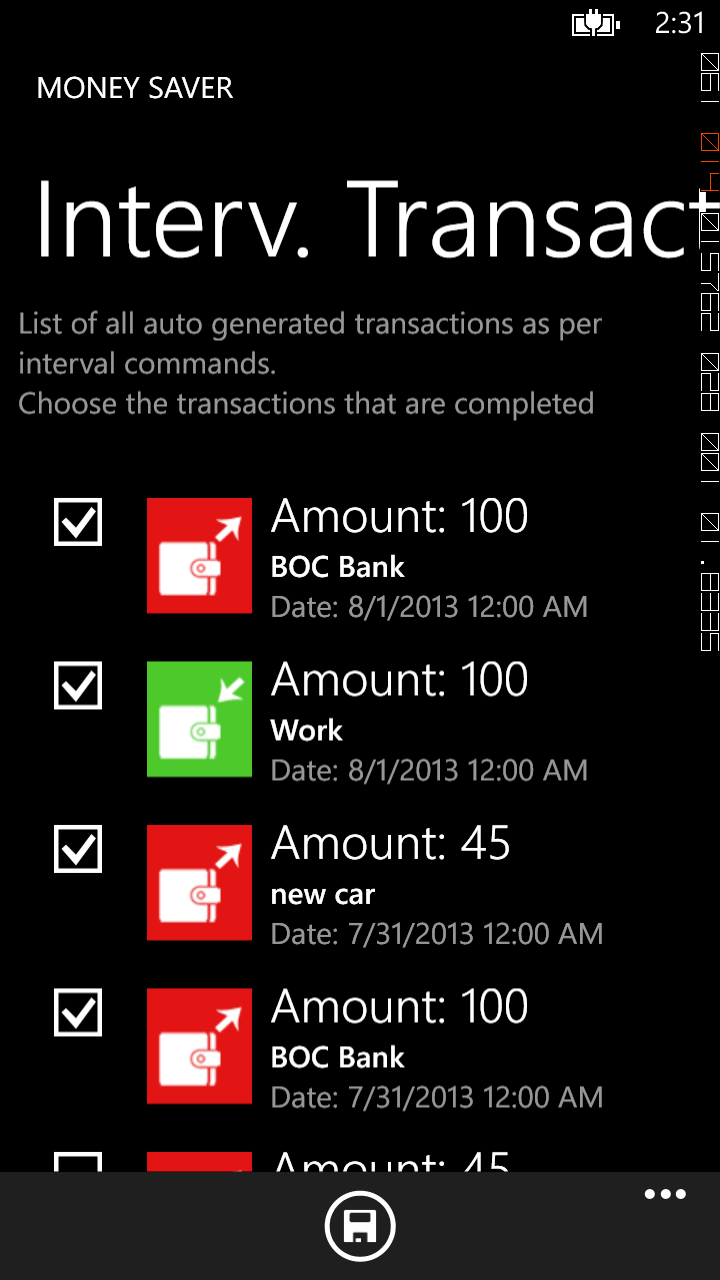 2:31
MONEY SAVER
Interv. Transact
List of all auto generated transactions as per
interval commands.
Choose the transactions that are completed
Amount: 100
BOC Bank
Date: 8/1/2013 12:00 AM
Amount: 100
Work
Date: 8/1/2013 12:00 AM
Amount: 45
new car
Date: 7/31/2013 12:00 AM
Amount: 100
BOC Bank
Date: 7/31/2013 12:00 AM
Amount: 45